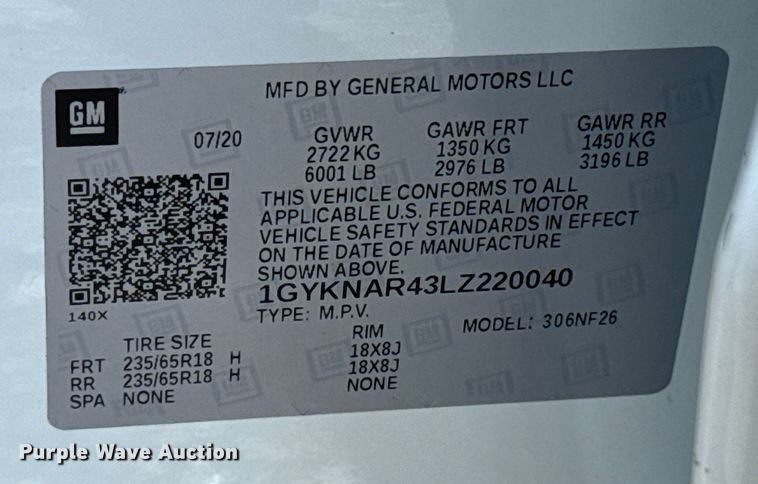 MFD BY GENERAL MOTORS LLC
GM
07/20 GVWR GAWR FRT GAWR RR
2722 KG 1350 KG 1450 KG
6001 LB 2976 LB 3196 LB
THIS VEHICLE CONFORMS TO ALL
APPLICABLE U.S. FEDERAL MOTOR
VEHICLE SAFETY STANDARDS IN EFFECT
ON THE DATE OF MANUFACTURE
SHOWN ABOVE.
1GYKNAR43LZ220040
140X
TYPE: M.P.V. MODEL: 306NF26
TIRE SIZE RIM
FRT 235/65R18 H 18X8J
RR 235/65R18 H 18X8J
SPA NONE NONE
Purple Wave Auction